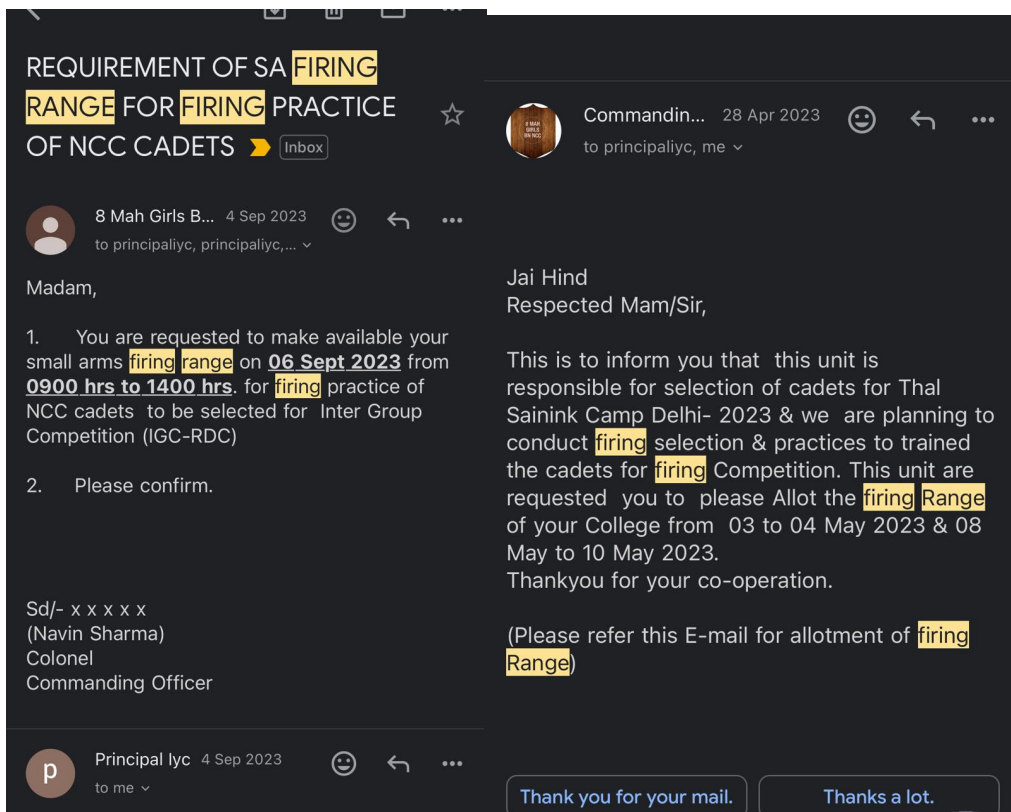 REQUIREMENT OF SA FIRING
RANGE FOR FIRING PRACTICE
OF NCC CADETS Inbox
8 Mah Girls B... 4 Sep 2023
to principaliyc, principaliyc,...
Madam,
1. You are requested to make available your
small arms firing range on 06 Sept 2023 from
0900 hrs to 1400 hrs. for firing practice of
NCC cadets to be selected for Inter Group
Competition (IGC-RDC)
2. Please confirm.
Sd/- x x x x x
(Navin Sharma)
Colonel
Commanding Officer
p
Principal Iyc 4 Sep 2023
to me
8 MAH
GIRLS
BN NCC
Commandin... 28 Apr 2023
to principaliyc, me
Jai Hind
Respected Mam/Sir,
This is to inform you that this unit is
responsible for selection of cadets for Thal
Sainink Camp Delhi- 2023 & we are planning to
conduct firing selection & practices to trained
the cadets for firing Competition. This unit are
requested you to please Allot the firing Range
of your College from 03 to 04 May 2023 & 08
May to 10 May 2023.
Thankyou for your co-operation.
(Please refer this E-mail for allotment of firing
Range)
Thank you for your mail.
Thanks a lot.